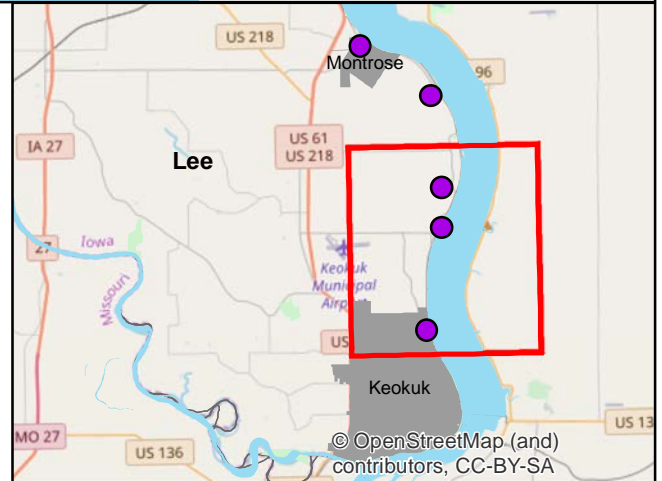 US 218
Montrose
96
IA 27
US 61
US 218
Lee
27
Iowa
Missouri
Keokuk
Municipal
Airp
US
Keokuk
MO 27
US 136
US 13
© OpenStreetMap (and)
contributors, CC-BY-SA